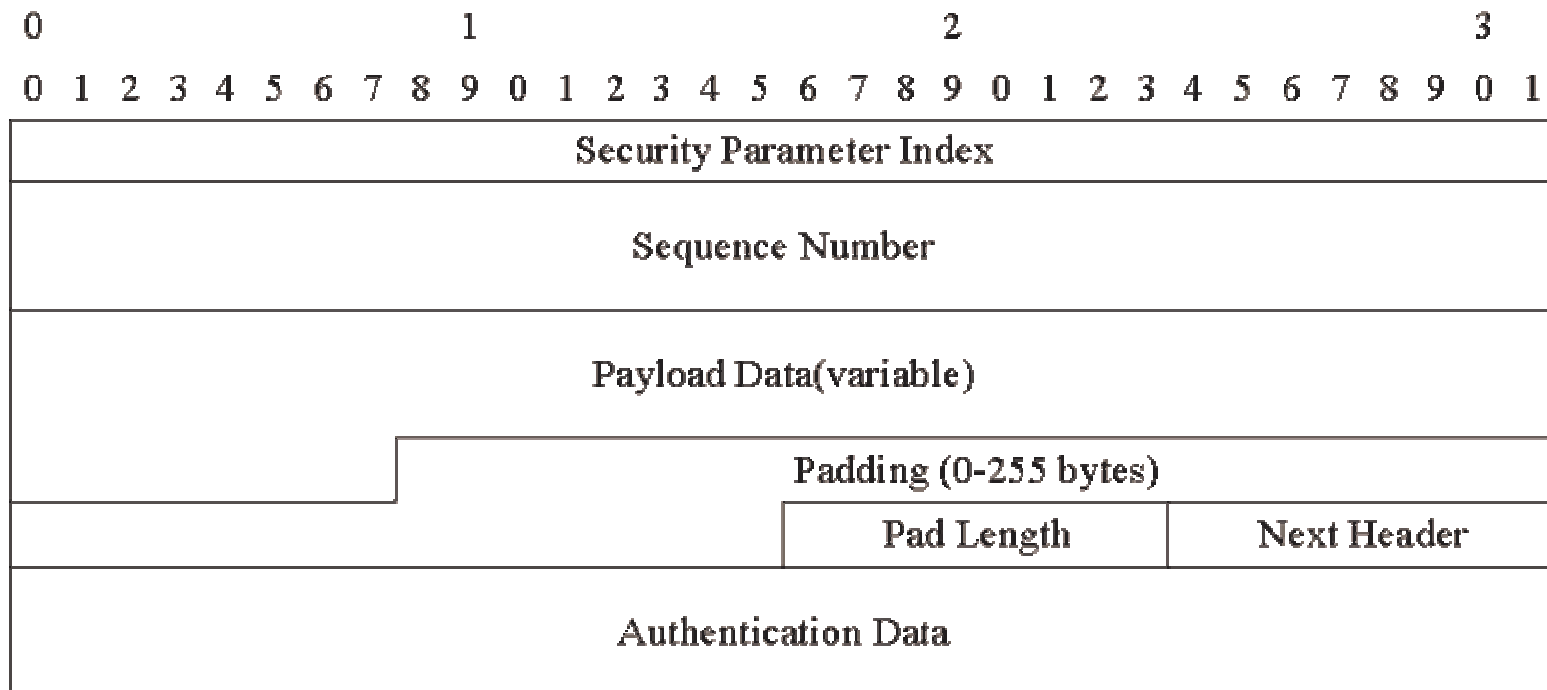 0 1 2 3
0 1 2 3 4 5 6 7 8 9 0 1 2 3 4 5 6 7 8 9 0 1 2 3 4 5 6 7 8 9 0 1
Security Parameter Index
Sequence Number
Payload Data(variable)
Padding (0-255 bytes)
Pad Length Next Header
Authentication Data